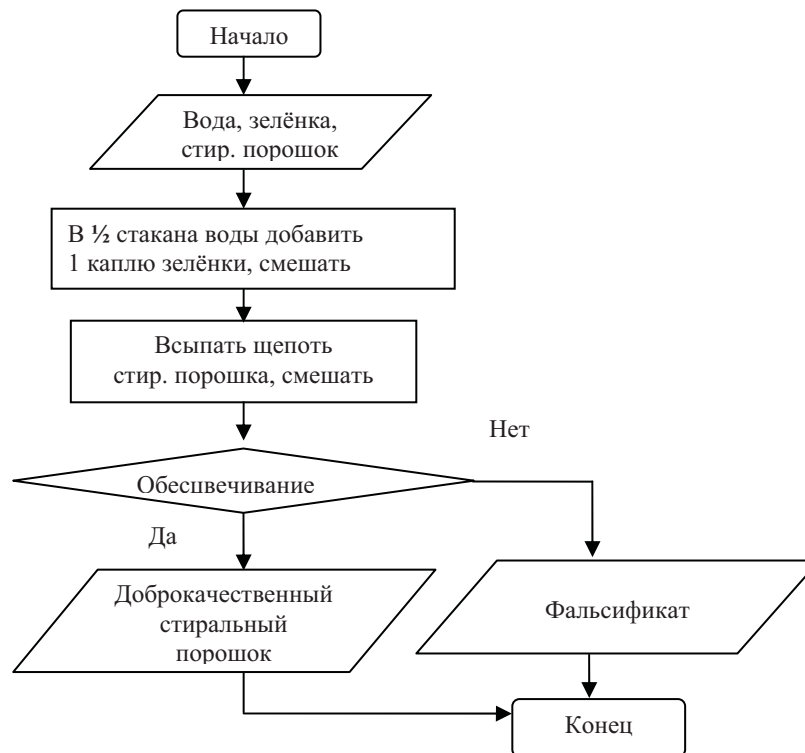 Начало
Вода, зелёнка,
стир. порошок
В ½ стакана воды добавить
1 каплю зелёнки, смешать
Всыпать щепоть
стир. порошка, смешать
Нет
Обесцвечивание
Да
Доброкачественный
стиральный
порошок
Фальсификат
Конец